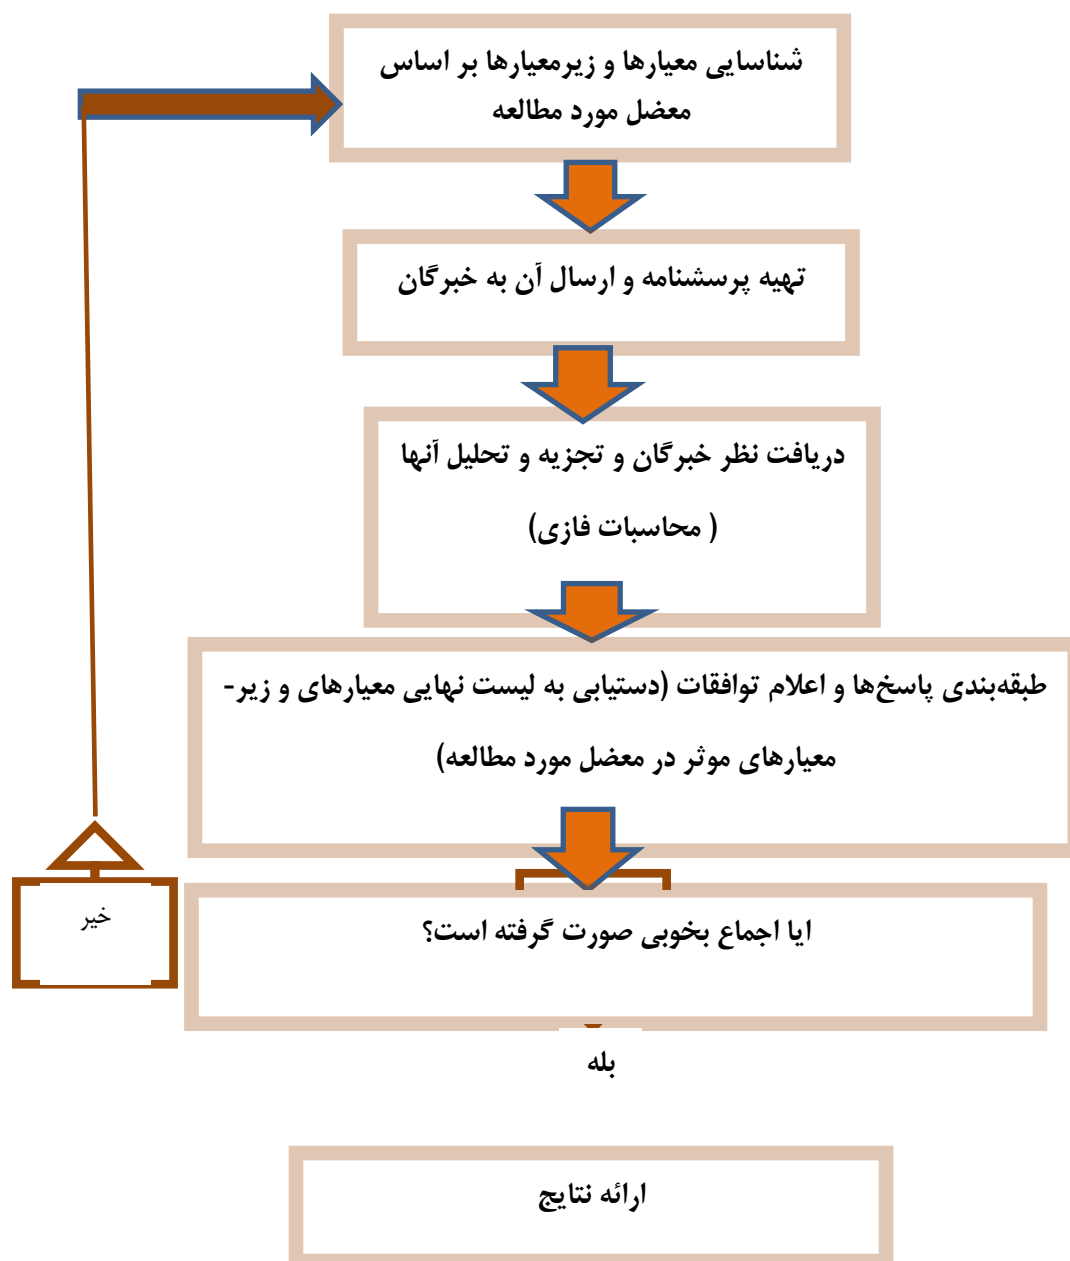 شناسایی معیارها و زیرمعیارها بر اساس
معضل مورد مطالعه
تهیه پرسشنامه و ارسال آن به خبرگان
دریافت نظر خبرگان و تجزیه و تحلیل آنها
( محاسبات فازی)
طبقه‌بندی پاسخ‌ها و اعلام توافقات (دستیابی به لیست نهایی معیارهای و زیر-
معیارهای موثر در معضل مورد مطالعه)
خیر
ایا اجماع بخوبی صورت گرفته است؟
بله
ارائه نتایج